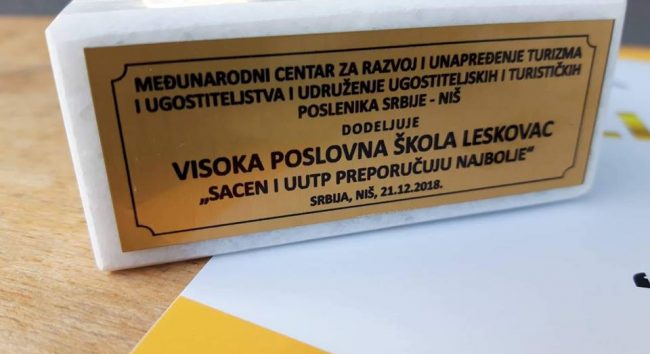 MEĐUNARODNI CENTAR ZA RAZVOJ I UNAPREĐENJE TURIZMA
I UGOSTITELJSTVA I UDRUŽENJE UGOSTITELJSKIH I TURISTIČKIH
POSLENIKA SRBIJE - NIŠ
DODELJUJE
VISOKA POSLOVNA ŠKOLA LESKOVAC
„SACEN I UUTP PREPORUČUJU NAJBOLJE“
SRBIJA, NIŠ, 21.12.2018.